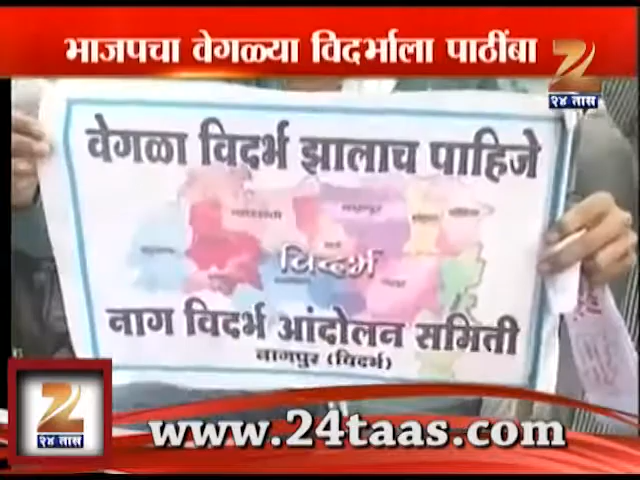 भाजपचा वेगळ्या विदर्भाला पाठींबा
२४ तास
वेगळा विदर्भ झालाच पाहिजे
विदर्भ
नाग विदर्भ आंदोलन समिती
नागपुर (विदर्भ)
२४ तास
www.24taas.com